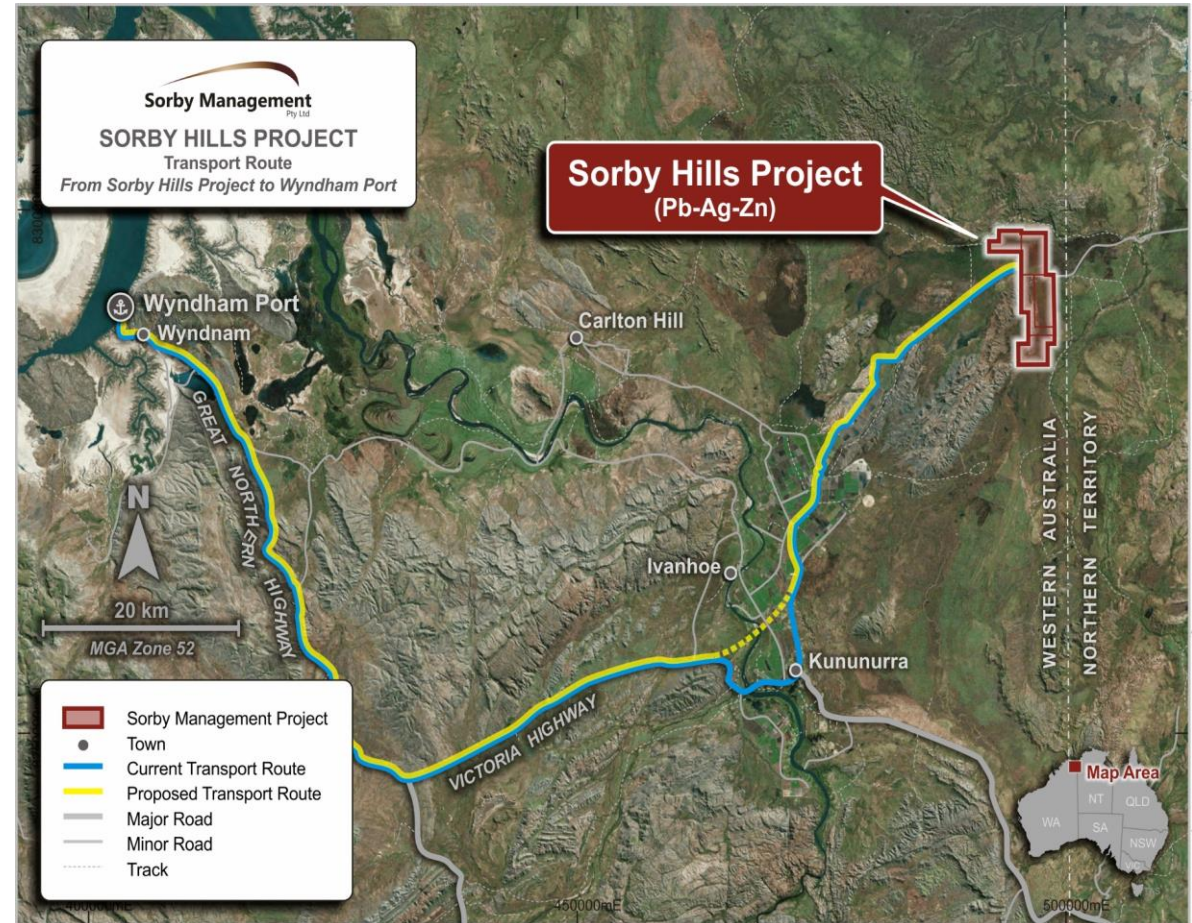 Sorby Management
Pty Ltd
SORBY HILLS PROJECT
Transport Route
From Sorby Hills Project to Wyndham Port
Sorby Hills Project
(Pb-Ag-Zn)
Wyndham Port
Wyndnam
Carlton Hill
GREAT NORTHERN HIGHWAY
N
20 km
MGA Zone 52
Ivanhoe
Kununurra
VICTORIA HIGHWAY
WESTERN AUSTRALIA
NORTHERN TERRITORY
Sorby Management Project
Town
Current Transport Route
Proposed Transport Route
Major Road
Minor Road
Track
Map Area
WA
NT
QLD
SA
NSW
VIC
450000mE
500000mE